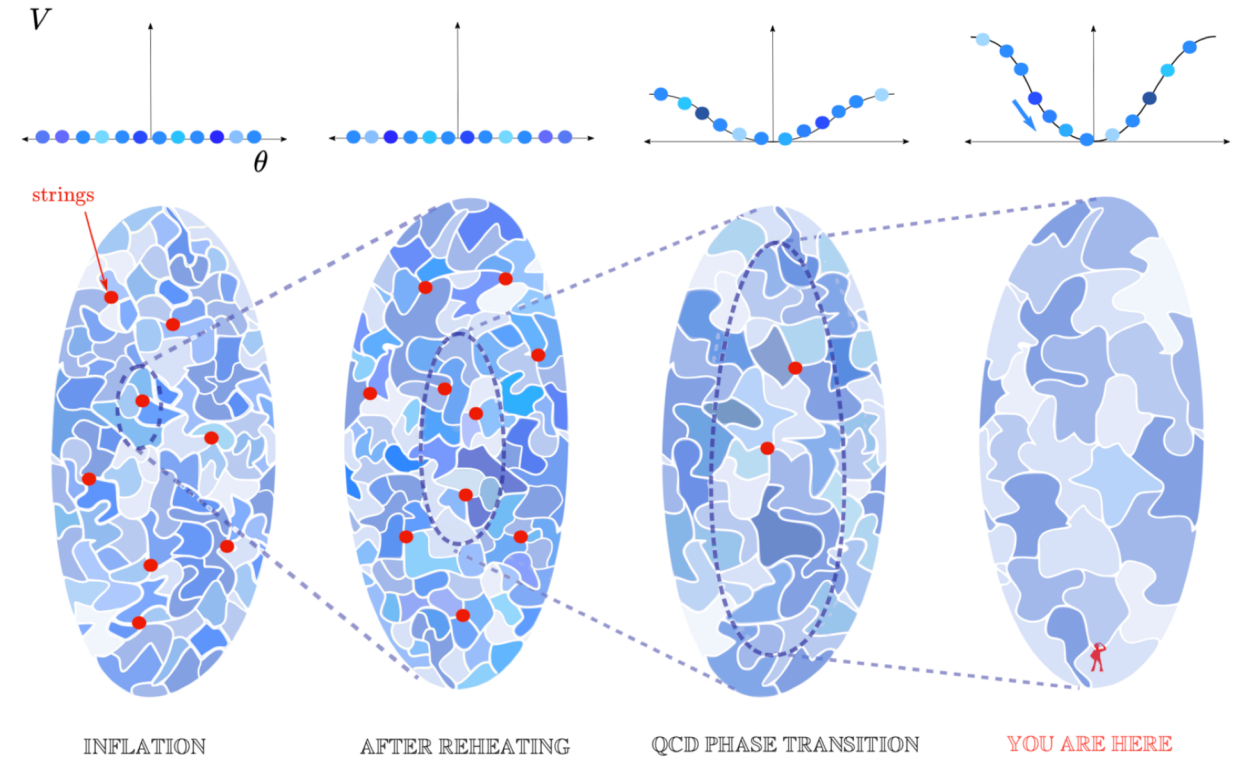 V
θ
strings
INFLATION
AFTER REHEATING
QCD PHASE TRANSITION
YOU ARE HERE